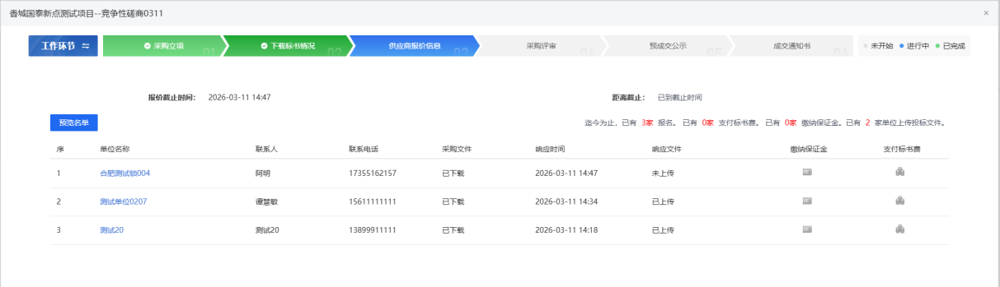 香城国泰新点测试项目--竞争性磋商0311 ×
工作环节 采购立项 01 下载标书情况 02 供应商报价信息 03 采购评审 04 预成交公示 05 成交通知书 04 未开始 进行中 已完成
报价截止时间： 2026-03-11 14:47 距离截止： 已到截止时间
预览名单 迄今为止，已有 3家 报名。已有 0家 支付标书费。已有 0家 缴纳保证金。已有 2 家单位上传投标文件。
序 单位名称 联系人 联系电话 采购文件 响应时间 响应文件 缴纳保证金 支付标书费
1 合肥测试锁004 阿明 17355162157 已下载 2026-03-11 14:47 未上传
2 测试单位0207 谭慧敏 15611111111 已下载 2026-03-11 14:34 已上传
3 测试20 测试20 13899911111 已下载 2026-03-11 14:18 已上传